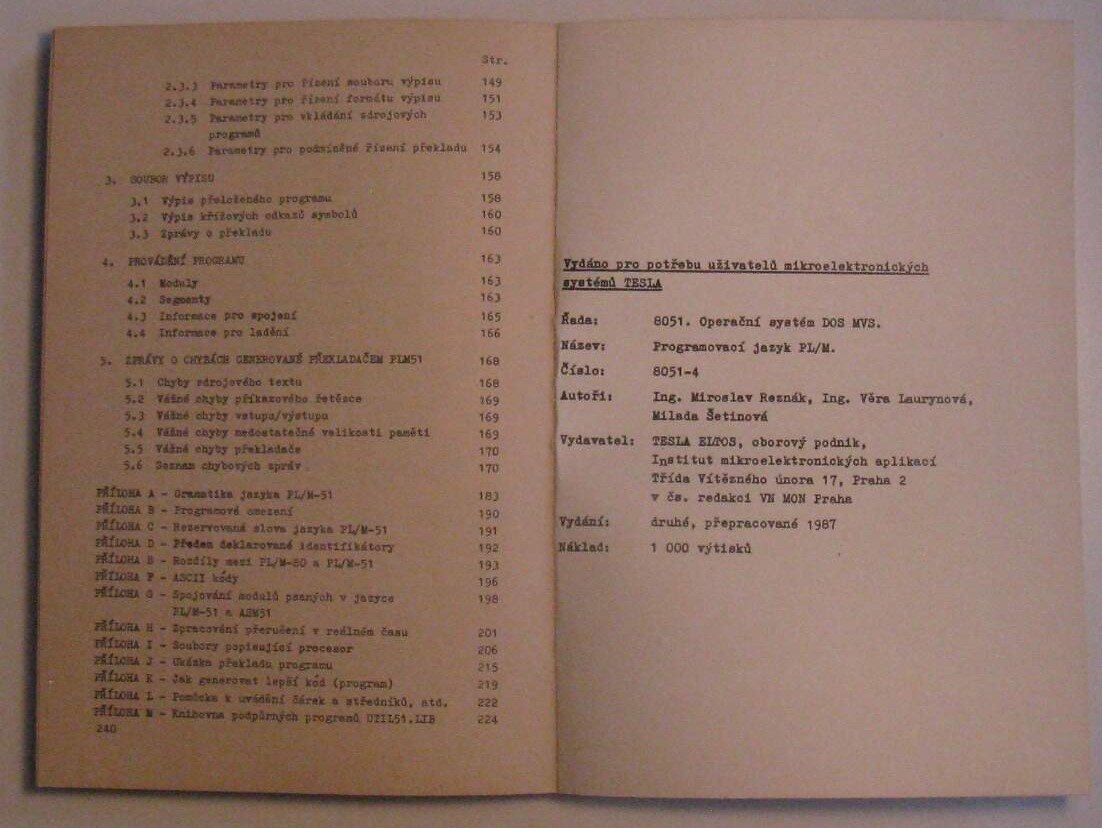 Str.
2.3.3 Parametry pro řízení souboru výpisu 149
2.3.4 Parametry pro řízení formátu výpisu 151
2.3.5 Parametry pro vkládání zdrojových 153
programů
2.3.6 Parametry pro podmíněné řízení překladu 154
3. SOUBOR VÝPISU 158
3.1 Výpis přeloženého programu 158
3.2 Výpis křížových odkazů symbolů 160
3.3 Zprávy o překladu 160
4. PROVÁDĚNÍ PROGRAMU 163
4.1 Moduly 163
4.2 Segmenty 163
4.3 Informace pro spojení 165
4.4 Informace pro ladění 166
5. ZPRÁVY O CHYBÁCH GENEROVANÉ PŘEKLADAČEM PLM51 168
5.1 Chyby zdrojového textu 168
5.2 Vážné chyby příkazového řetězce 169
5.3 Vážné chyby vstupu/výstupu 169
5.4 Vážné chyby nedostatečné velikosti paměti 169
5.5 Vážné chyby překladače 170
5.6 Seznam chybových zpráv 170
PŘÍLOHA A - Gramatika jazyka PL/M-51 183
PŘÍLOHA B - Programové omezení 190
PŘÍLOHA C - Rezervovaná slova jazyka PL/M-51 191
PŘÍLOHA D - Předem deklarované identifikátory 192
PŘÍLOHA E - Rozdíly mezi PL/M-80 a PL/M-51 193
PŘÍLOHA F - ASCII kódy 196
PŘÍLOHA G - Spojování modulů psaných v jazyce 198
PL/M-51 a ASM51
PŘÍLOHA H - Zpracování přerušení v reálném času 201
PŘÍLOHA I - Soubory popisující procesor 206
PŘÍLOHA J - Ukázka překladu programu 215
PŘÍLOHA K - Jak generovat lepší kód (program) 219
PŘÍLOHA L - Pomůcka k uvádění čárek a středníků, atd. 222
PŘÍLOHA M - Knihovna podpůrných programů UTIL51.LIB 224
240
Vydáno pro potřebu uživatelů mikroelektronických
systémů TESLA
Řada: 8051. Operační systém DOS MVS.
Název: Programovací jazyk PL/M.
Číslo: 8051-4
Autoři: Ing. Miroslav Reznák, Ing. Věra Laurynová,
Milada Šetinová
Vydavatel: TESLA ELTOS, oborový podnik,
Institut mikroelektronických aplikací
Třída Vítězného února 17, Praha 2
v čs. redakci VN MON Praha
Vydání: druhé, přepracované 1987
Náklad: 1 000 výtisků